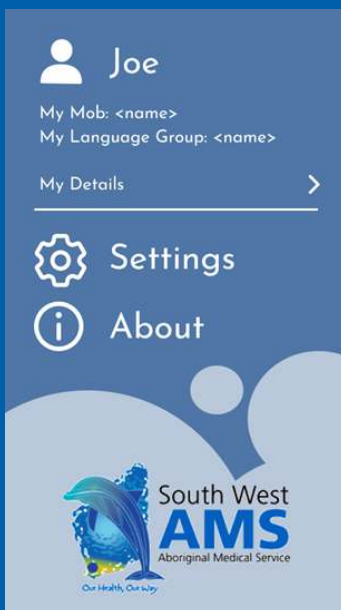 Joe
My Mob: <name>
My Language Group: <name>
My Details
Settings
About
South West
AMS
Aboriginal Medical Service
Our Health, Our Way